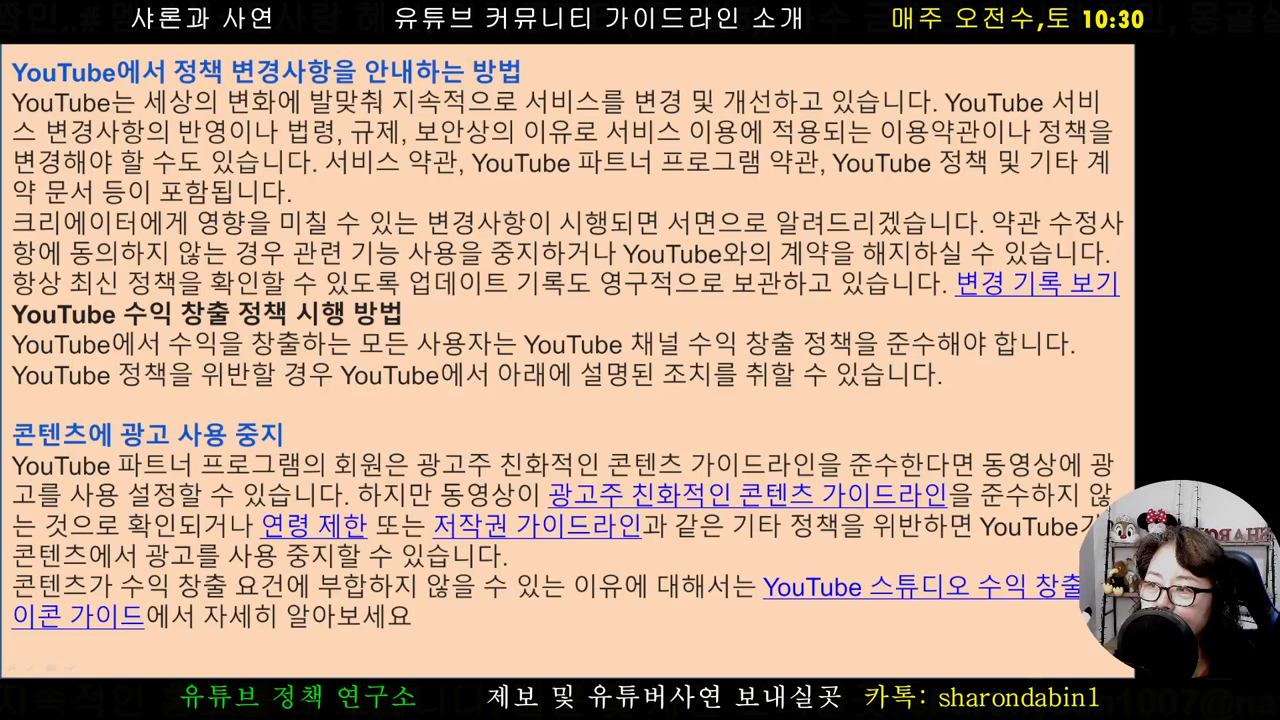 샤론과 사연 유튜브 커뮤니티 가이드라인 소개 매주 오전수,토 10:30
YouTube에서 정책 변경사항을 안내하는 방법
YouTube는 세상의 변화에 발맞춰 지속적으로 서비스를 변경 및 개선하고 있습니다. YouTube 서비
스 변경사항의 반영이나 법령, 규제, 보안상의 이유로 서비스 이용에 적용되는 이용약관이나 정책을
변경해야 할 수도 있습니다. 서비스 약관, YouTube 파트너 프로그램 약관, YouTube 정책 및 기타 계
약 문서 등이 포함됩니다.
크리에이터에게 영향을 미칠 수 있는 변경사항이 시행되면 서면으로 알려드리겠습니다. 약관 수정사
항에 동의하지 않는 경우 관련 기능 사용을 중지하거나 YouTube와의 계약을 해지하실 수 있습니다.
항상 최신 정책을 확인할 수 있도록 업데이트 기록도 영구적으로 보관하고 있습니다. 변경 기록 보기
YouTube 수익 창출 정책 시행 방법
YouTube에서 수익을 창출하는 모든 사용자는 YouTube 채널 수익 창출 정책을 준수해야 합니다.
YouTube 정책을 위반할 경우 YouTube에서 아래에 설명된 조치를 취할 수 있습니다.
콘텐츠에 광고 사용 중지
YouTube 파트너 프로그램의 회원은 광고주 친화적인 콘텐츠 가이드라인을 준수한다면 동영상에 광
고를 사용 설정할 수 있습니다. 하지만 동영상이 광고주 친화적인 콘텐츠 가이드라인을 준수하지 않
는 것으로 확인되거나 연령 제한 또는 저작권 가이드라인과 같은 기타 정책을 위반하면 YouTube가
콘텐츠에서 광고를 사용 중지할 수 있습니다.
콘텐츠가 수익 창출 요건에 부합하지 않을 수 있는 이유에 대해서는 YouTube 스튜디오 수익 창출
이콘 가이드에서 자세히 알아보세요
유튜브 정책 연구소 제보 및 유튜버사연 보내실곳 카톡: sharondabin1